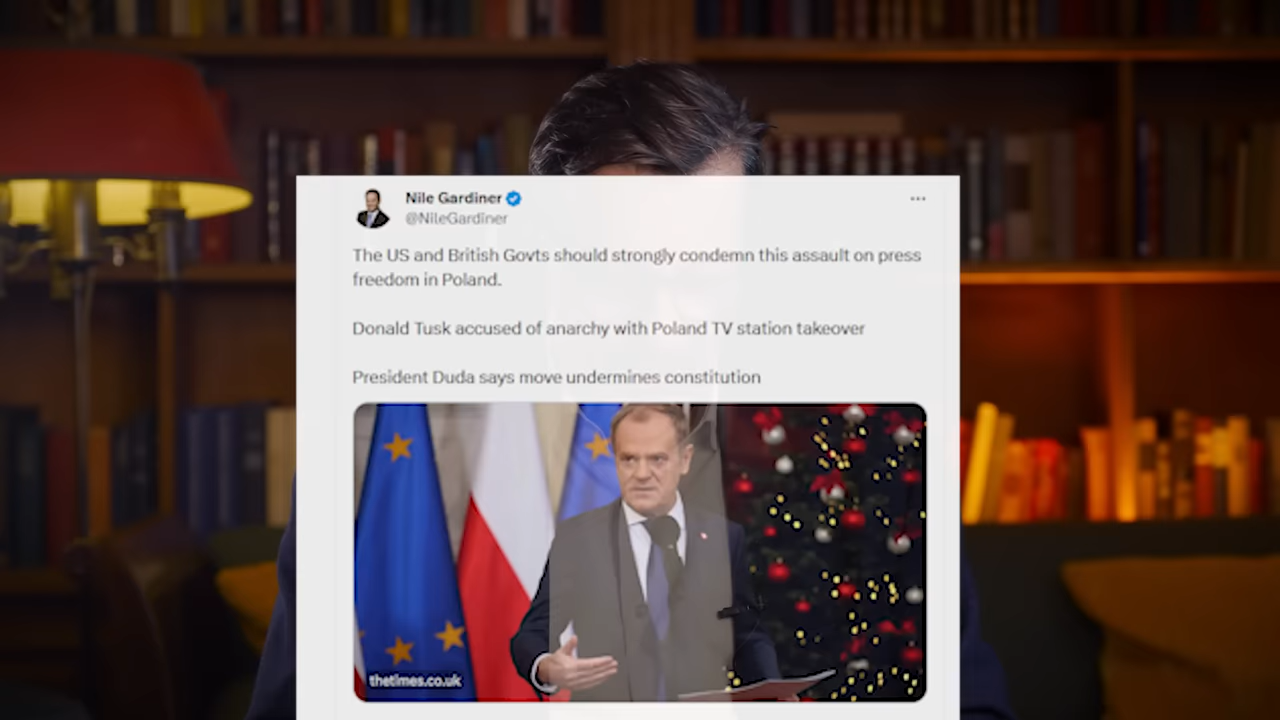 Nile Gardiner
@NileGardiner
The US and British Govts should strongly condemn this assault on press
freedom in Poland.
Donald Tusk accused of anarchy with Poland TV station takeover
President Duda says move undermines constitution
thetimes.co.uk